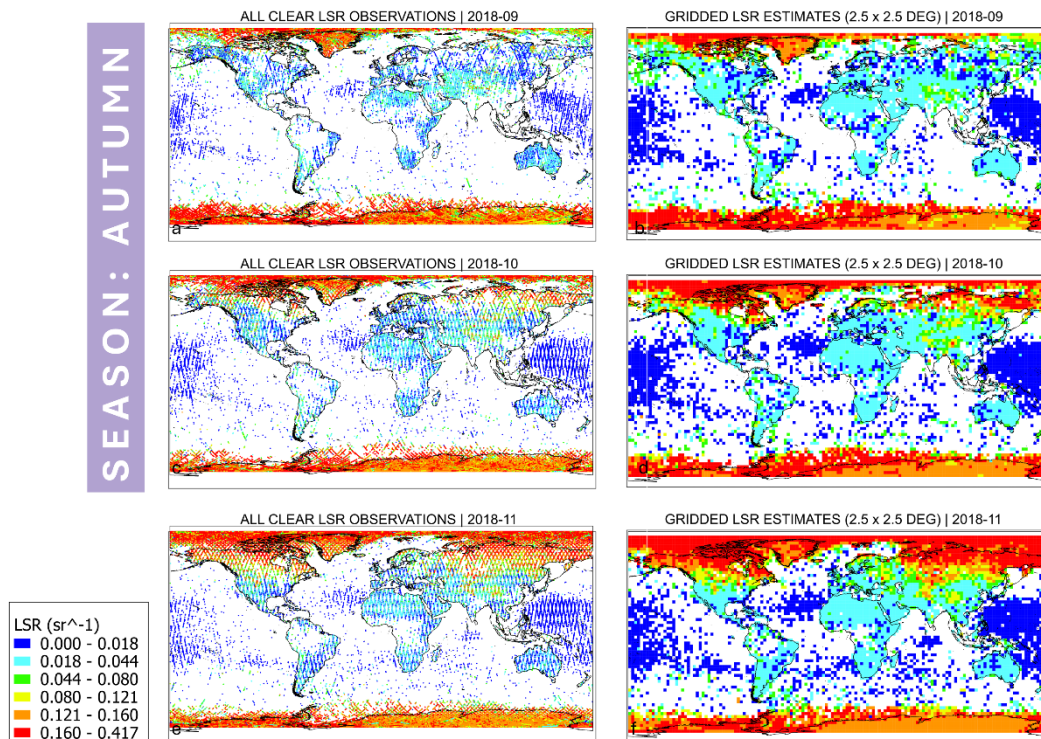 SEASON: AUTUMN
ALL CLEAR LSR OBSERVATIONS | 2018-09
GRIDDED LSR ESTIMATES (2.5 x 2.5 DEG) | 2018-09
a
b
ALL CLEAR LSR OBSERVATIONS | 2018-10
GRIDDED LSR ESTIMATES (2.5 x 2.5 DEG) | 2018-10
c
d
ALL CLEAR LSR OBSERVATIONS | 2018-11
GRIDDED LSR ESTIMATES (2.5 x 2.5 DEG) | 2018-11
e
f
LSR (sr^-1)
0.000 - 0.018
0.018 - 0.044
0.044 - 0.080
0.080 - 0.121
0.121 - 0.160
0.160 - 0.417